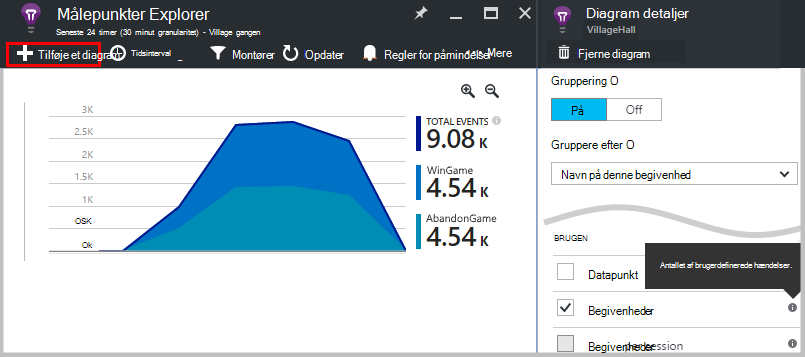 Målepunkter Explorer
Seneste 24 timer (30 minut granularitet) - Village gangen
Tilføje et diagram
Tidsinterval
Montører
Opdater
Regler for påmindelser
Mere
3K
2.5K
2K
1.5K
1K
OSK
Ok
TOTAL EVENTS
9.08 K
WinGame
4.54 K
AbandonGame
4.54 K
Diagram detaljer
VillageHall
Fjerne diagram
Gruppering O
På Off
Gruppere efter O
Navn på denne begivenhed
BRUGEN
Antallet af brugerdefinerede hændelser.
Datapunkt
Begivenheder
Begivenheder per session